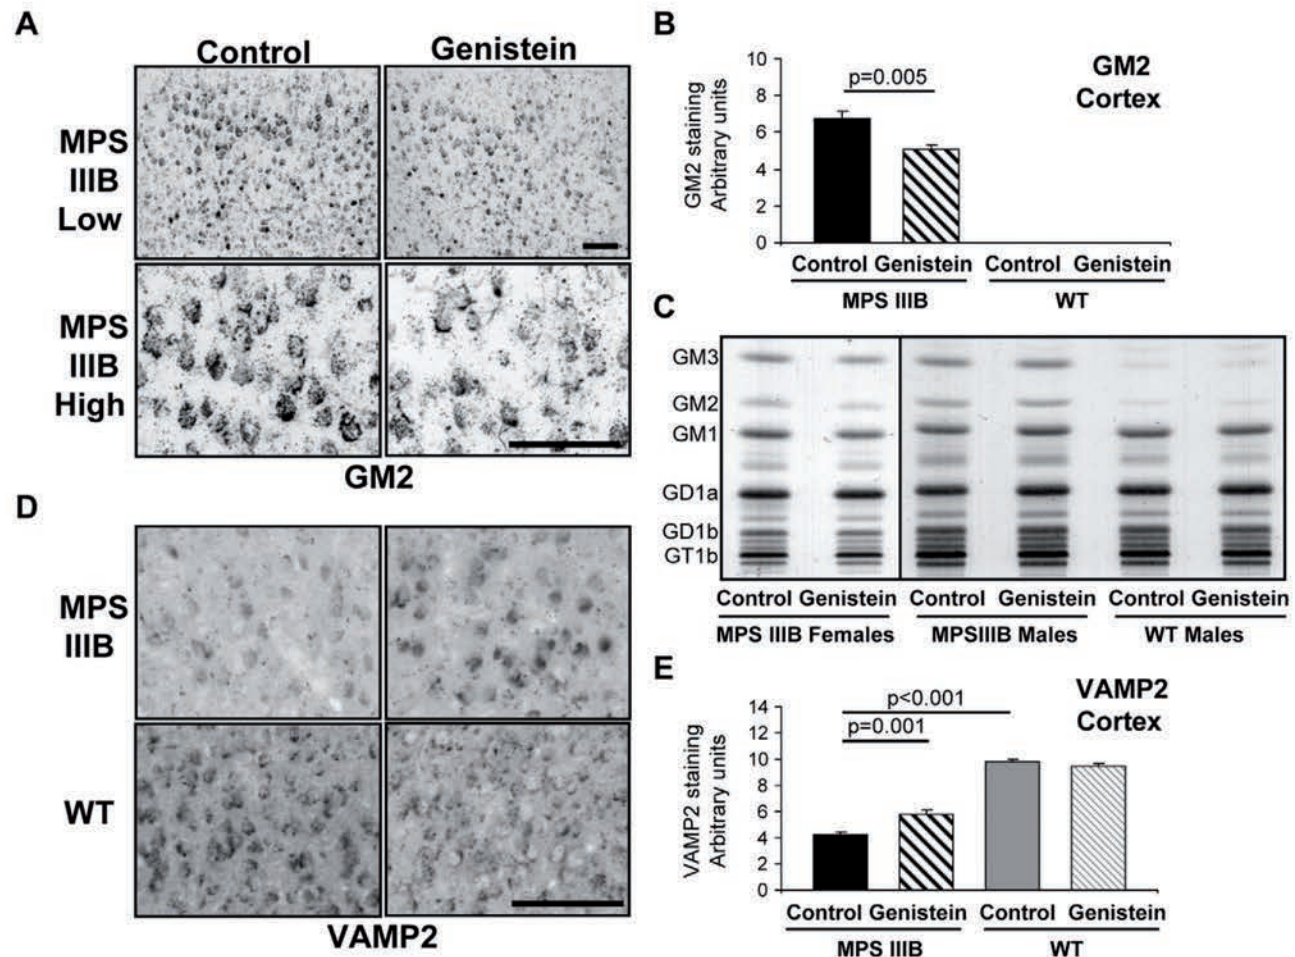 A
Control Genistein
MPS
IIIB
Low
MPS
IIIB
High
GM2
B
GM2
Cortex
GM2 staining
Arbitrary units
10
8
6
4
2
0
p=0.005
Control Genistein Control Genistein
MPS IIIB WT
C
GM3
GM2
GM1
GD1a
GD1b
GT1b
Control Genistein Control Genistein Control Genistein
MPS IIIB Females MPSIIIB Males WT Males
D
MPS
IIIB
WT
VAMP2
E
VAMP2
Cortex
VAMP2 staining
Arbitrary units
14
12
10
8
6
4
2
0
p<0.001
p=0.001
Control Genistein Control Genistein
MPS IIIB WT